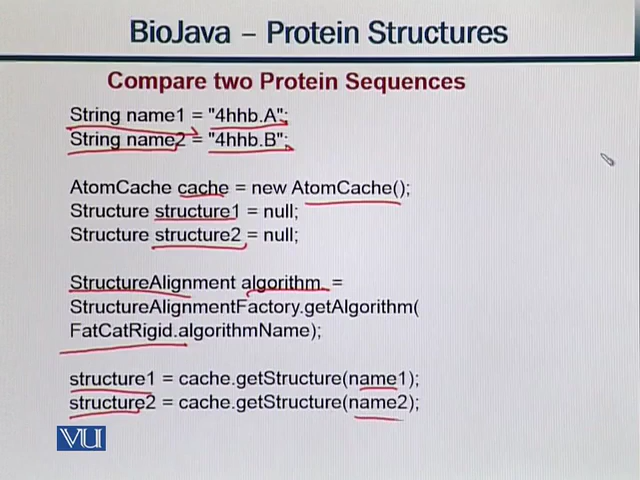 BioJava – Protein Structures
Compare two Protein Sequences
String name1 = "4hhb.A";
String name2 = "4hhb.B";
AtomCache cache = new AtomCache();
Structure structure1 = null;
Structure structure2 = null;
StructureAlignment algorithm =
StructureAlignmentFactory.getAlgorithm(
FatCatRigid.algorithmName);
structure1 = cache.getStructure(name1);
structure2 = cache.getStructure(name2);
VU